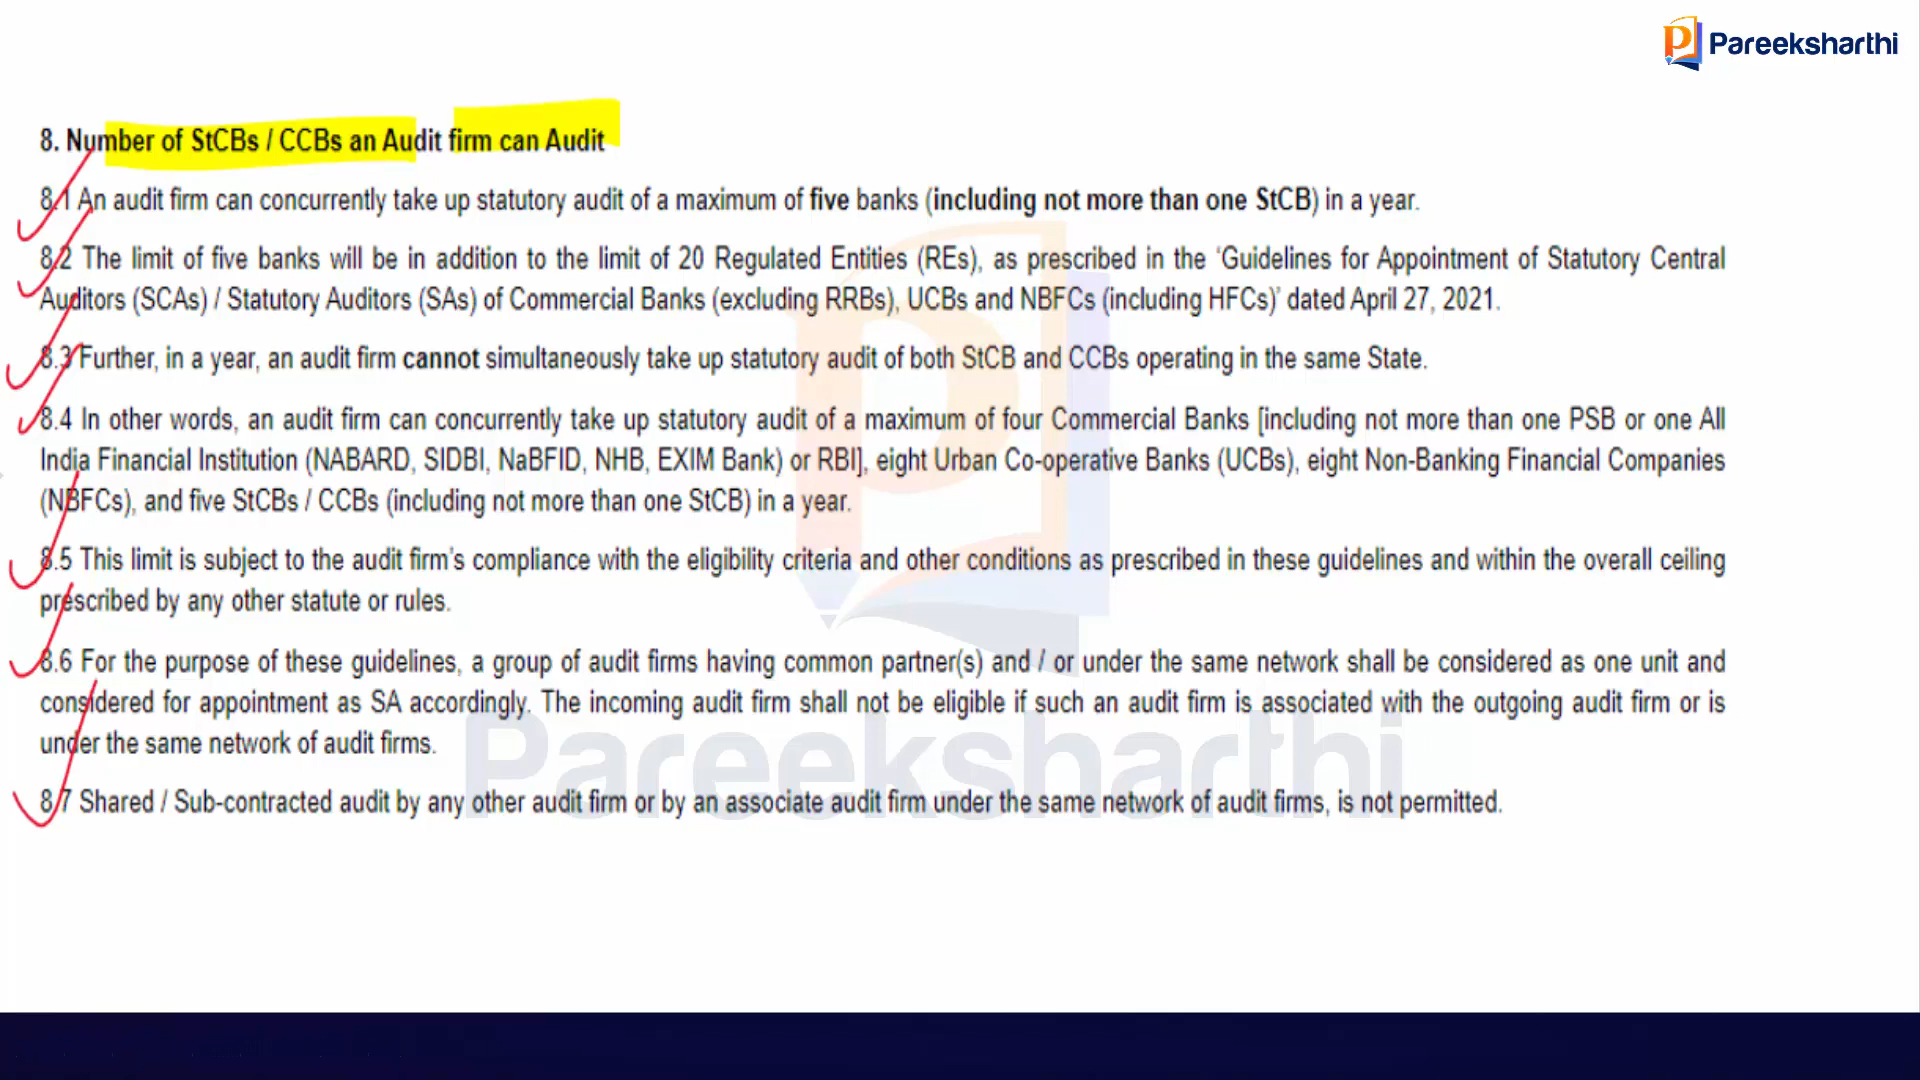 Pareeksharthi
8. Number of StCBs / CCBs an Audit firm can Audit
8.1 An audit firm can concurrently take up statutory audit of a maximum of five banks (including not more than one StCB) in a year.
8.2 The limit of five banks will be in addition to the limit of 20 Regulated Entities (REs), as prescribed in the ‘Guidelines for Appointment of Statutory Central
Auditors (SCAs) / Statutory Auditors (SAs) of Commercial Banks (excluding RRBs), UCBs and NBFCs (including HFCs)’ dated April 27, 2021.
8.3 Further, in a year, an audit firm cannot simultaneously take up statutory audit of both StCB and CCBs operating in the same State.
8.4 In other words, an audit firm can concurrently take up statutory audit of a maximum of four Commercial Banks [including not more than one PSB or one All
India Financial Institution (NABARD, SIDBI, NaBFID, NHB, EXIM Bank) or RBI], eight Urban Co-operative Banks (UCBs), eight Non-Banking Financial Companies
(NBFCs), and five StCBs / CCBs (including not more than one StCB) in a year.
8.5 This limit is subject to the audit firm’s compliance with the eligibility criteria and other conditions as prescribed in these guidelines and within the overall ceiling
prescribed by any other statute or rules.
8.6 For the purpose of these guidelines, a group of audit firms having common partner(s) and / or under the same network shall be considered as one unit and
considered for appointment as SA accordingly. The incoming audit firm shall not be eligible if such an audit firm is associated with the outgoing audit firm or is
under the same network of audit firms.
8.7 Shared / Sub-contracted audit by any other audit firm or by an associate audit firm under the same network of audit firms, is not permitted.
Pareeksharthi